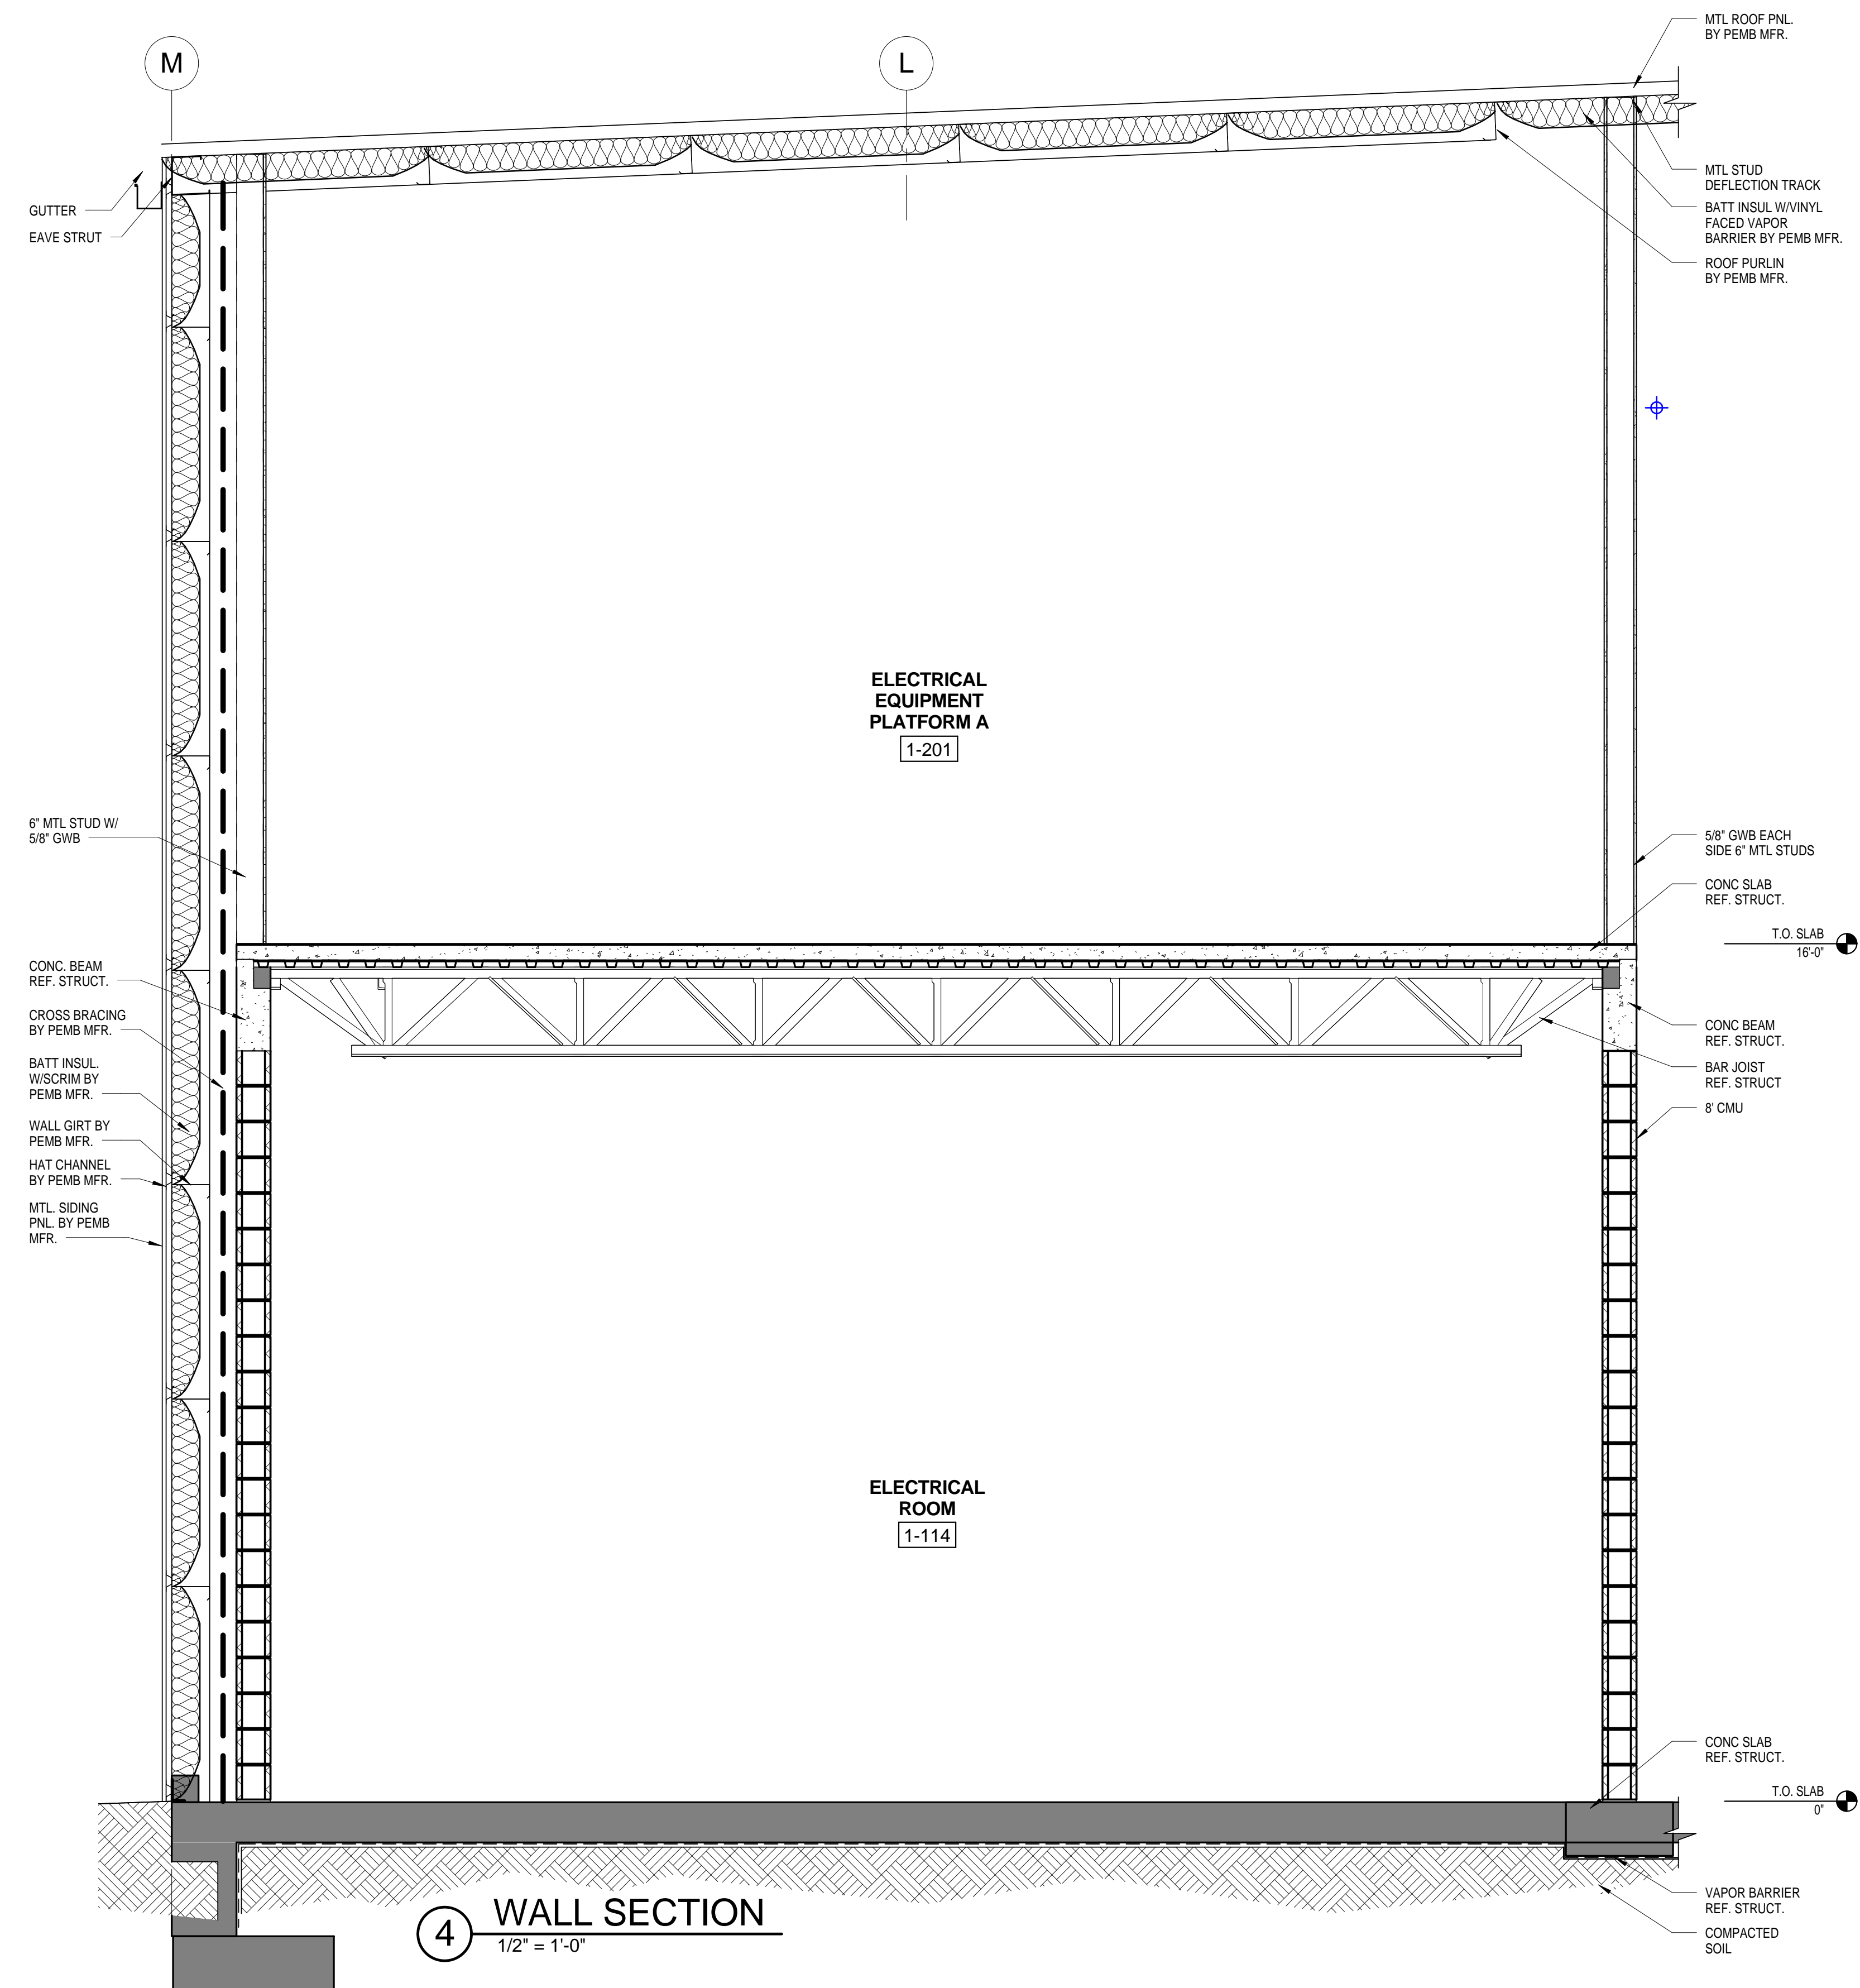 M
L
MTL ROOF PNL.
BY PEMB MFR.
GUTTER
EAVE STRUT
MTL STUD
DEFLECTION TRACK
BATT INSUL W/VINYL
FACED VAPOR
BARRIER BY PEMB MFR.
ROOF PURLIN
BY PEMB MFR.
ELECTRICAL
EQUIPMENT
PLATFORM A
1-201
6" MTL STUD W/
5/8" GWB
5/8" GWB EACH
SIDE 6" MTL STUDS
CONC SLAB
REF. STRUCT.
T.O. SLAB
16'-0"
CONC. BEAM
REF. STRUCT.
CROSS BRACING
BY PEMB MFR.
BATT INSUL.
W/SCRIM BY
PEMB MFR.
WALL GIRT BY
PEMB MFR.
HAT CHANNEL
BY PEMB MFR.
MTL. SIDING
PNL. BY PEMB
MFR.
CONC BEAM
REF. STRUCT.
BAR JOIST
REF. STRUCT
8' CMU
ELECTRICAL
ROOM
1-114
CONC SLAB
REF. STRUCT.
T.O. SLAB
0"
VAPOR BARRIER
REF. STRUCT.
COMPACTED
SOIL
4
WALL SECTION
1/2" = 1'-0"